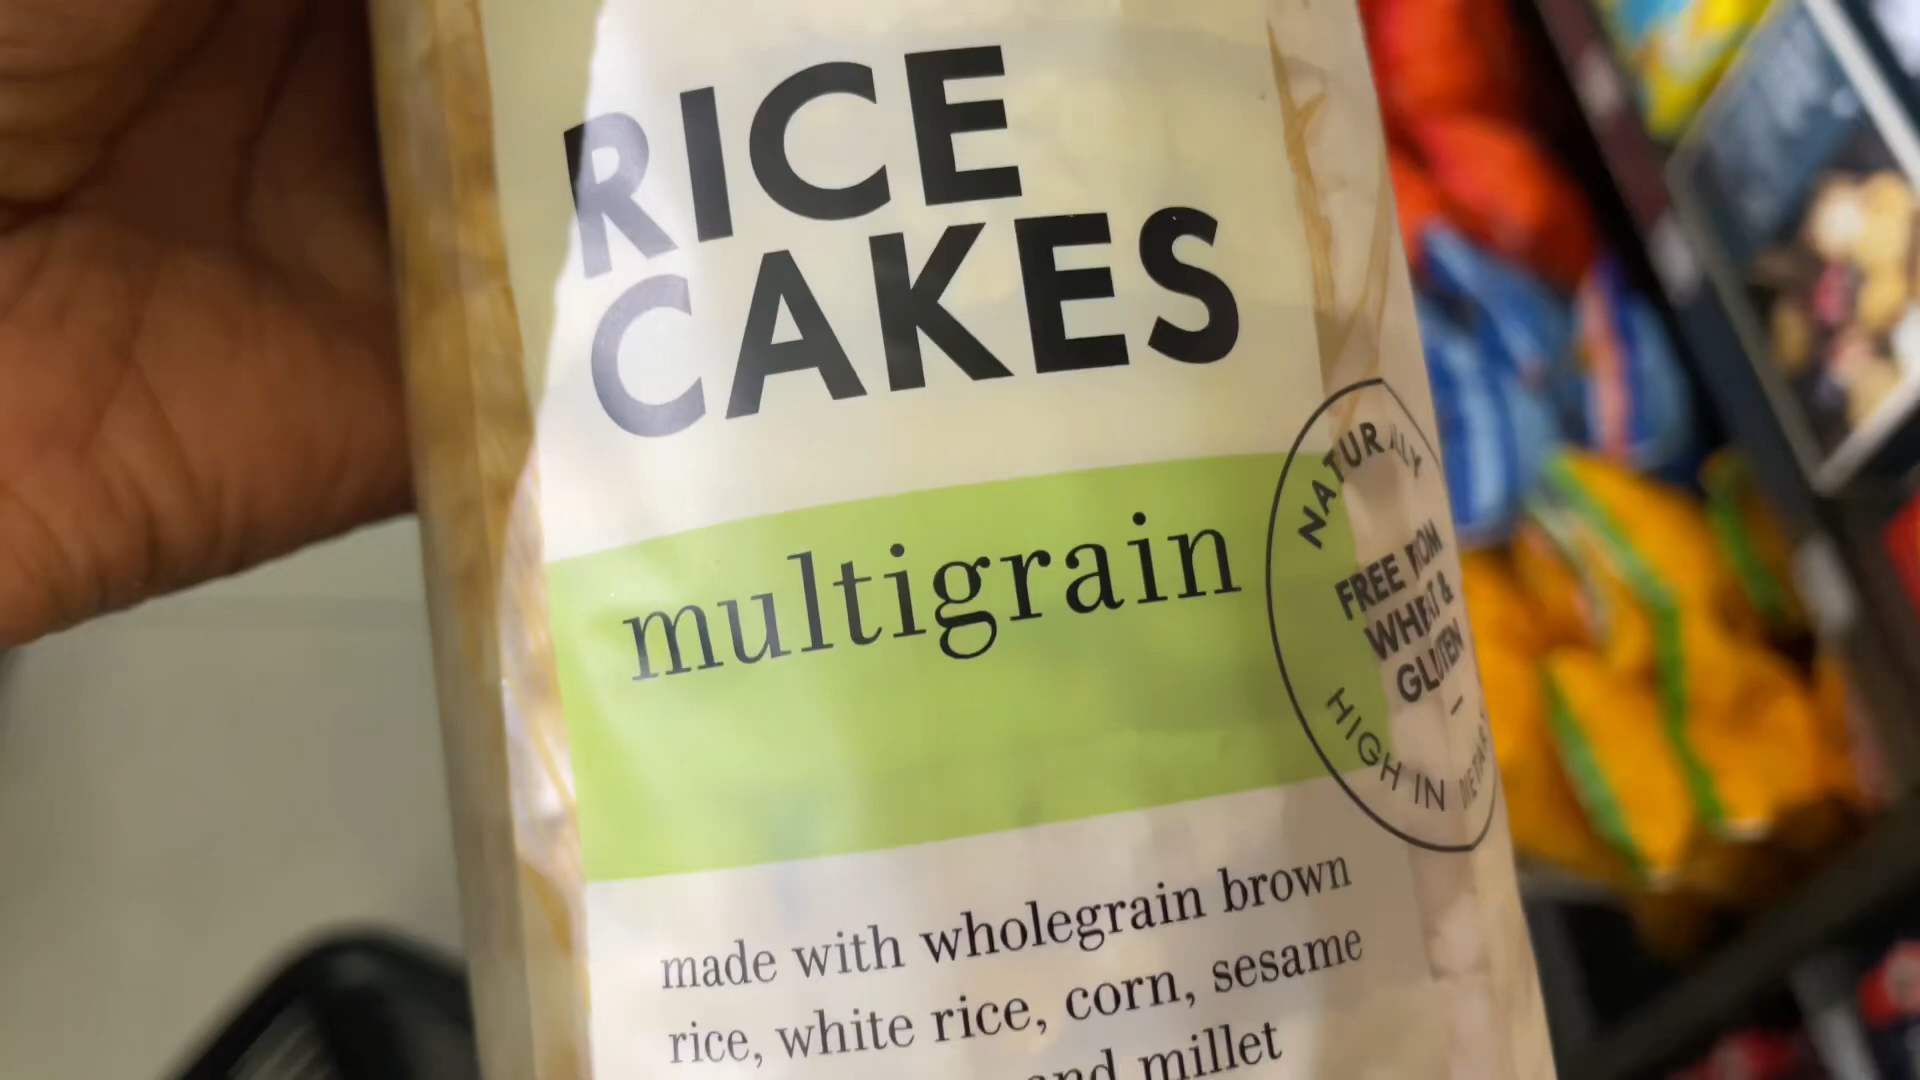 RICE
CAKES
multigrain
NATURALLY
FREE FROM
WHEAT &
GLUTEN
HIGH IN DIETAR
made with wholegrain brown
rice, white rice, corn, sesame
and millet